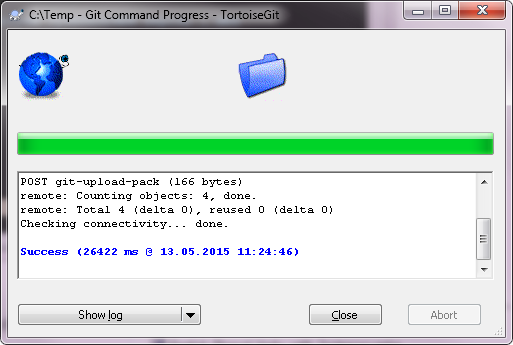 C:\Temp - Git Command Progress - TortoiseGit
POST git-upload-pack (166 bytes)
remote: Counting objects: 4, done.
remote: Total 4 (delta 0), reused 0 (delta 0)
Checking connectivity... done.
Success (26422 ms @ 13.05.2015 11:24:46)
Show log
Close
Abort